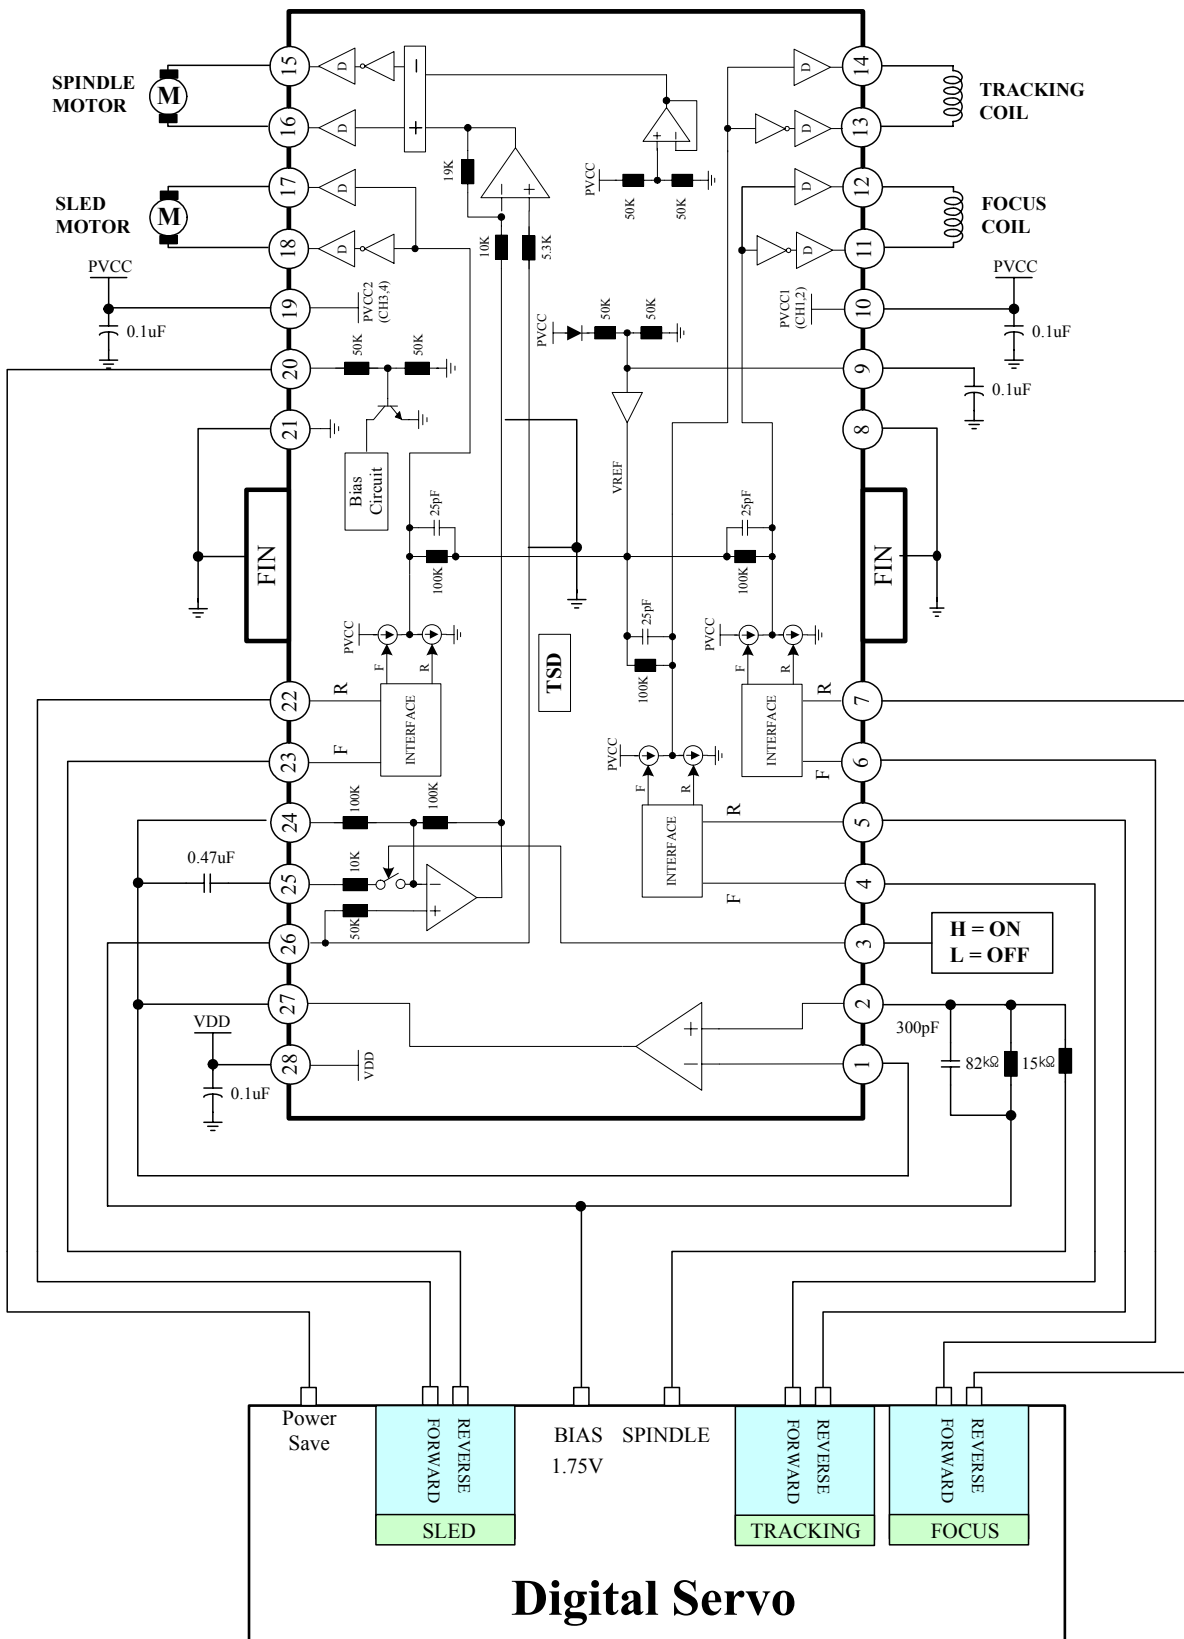 SPINDLE
MOTOR
M
15
D
−
14
D
TRACKING
COIL
16
D
+
+
−
13
D
19K
−
+
PVCC
50K
50K
SLED
MOTOR
M
17
D
12
D
FOCUS
COIL
18
D
10K
5.3K
11
D
PVCC
0.1uF
19
PVCC2
(CH3,4)
PVCC1
(CH1,2)
10
PVCC
0.1uF
PVCC
50K
50K
20
50K
50K
9
0.1uF
21
8
Bias
Circuit
VREF
25pF
25pF
FIN
100K
100K
FIN
25pF
PVCC
F
R
TSD
100K
PVCC
F
R
22
R
INTERFACE
INTERFACE
R
7
23
F
PVCC
F
R
F
6
24
100K
100K
INTERFACE
R
5
0.47uF
25
10K
−
F
4
26
50K
+
3
H = ON
L = OFF
27
+
2
300pF
82kΩ
15kΩ
VDD
28
VDD
−
1
0.1uF
Power
Save
FORWARD
REVERSE
SLED
BIAS
1.75V
SPINDLE
FORWARD
REVERSE
TRACKING
FORWARD
REVERSE
FOCUS
Digital Servo